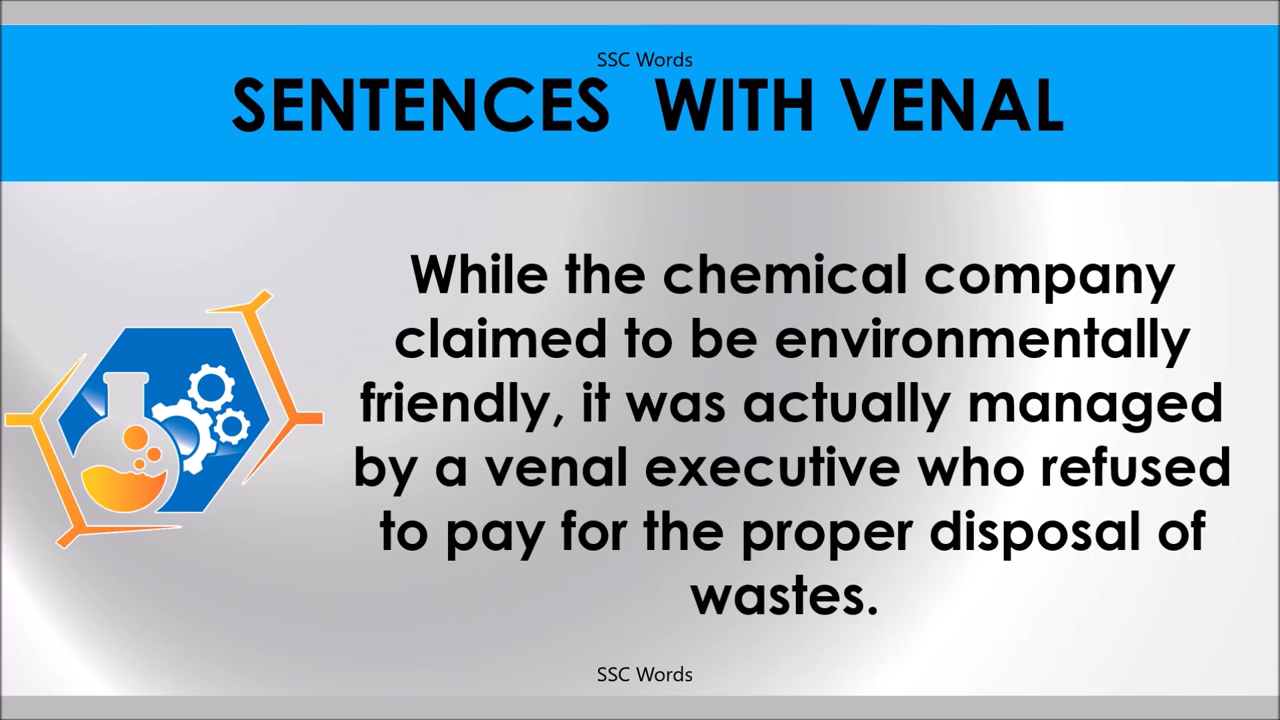 SSC Words
SENTENCES WITH VENAL
While the chemical company
claimed to be environmentally
friendly, it was actually managed
by a venal executive who refused
to pay for the proper disposal of
wastes.
SSC Words